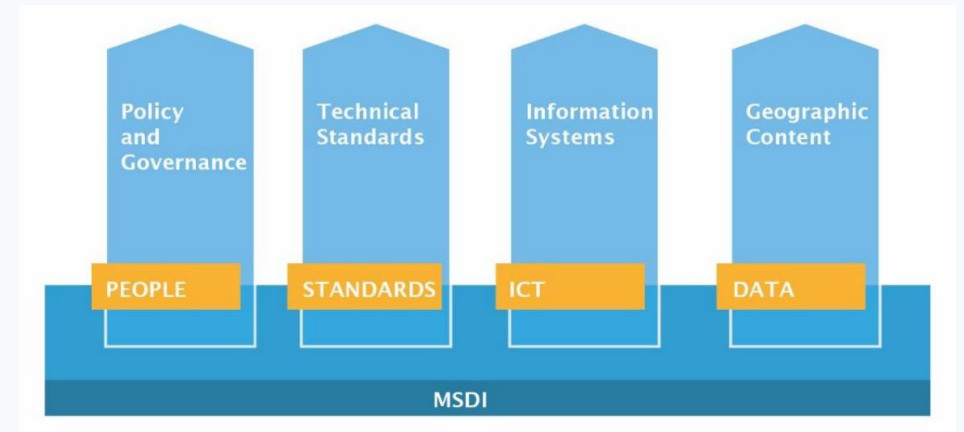 Policy
and
Governance
Technical
Standards
Information
Systems
Geographic
Content
PEOPLE
STANDARDS
ICT
DATA
MSDI